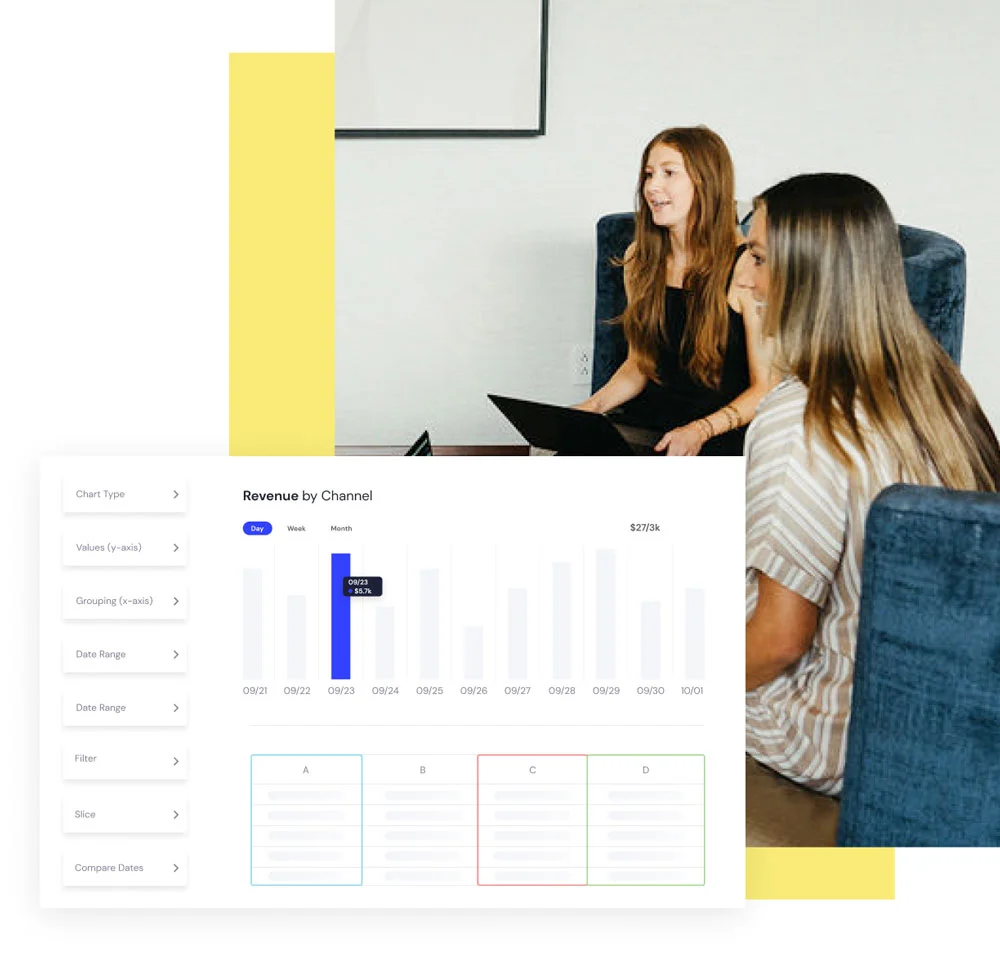 Chart Type
Values (y-axis)
Grouping (x-axis)
Date Range
Date Range
Filter
Slice
Compare Dates
Revenue by Channel
Day Week Month
$27/3k
09/23
$5.7k
09/21 09/22 09/23 09/24 09/25 09/26 09/27 09/28 09/29 09/30 10/01
A B C D